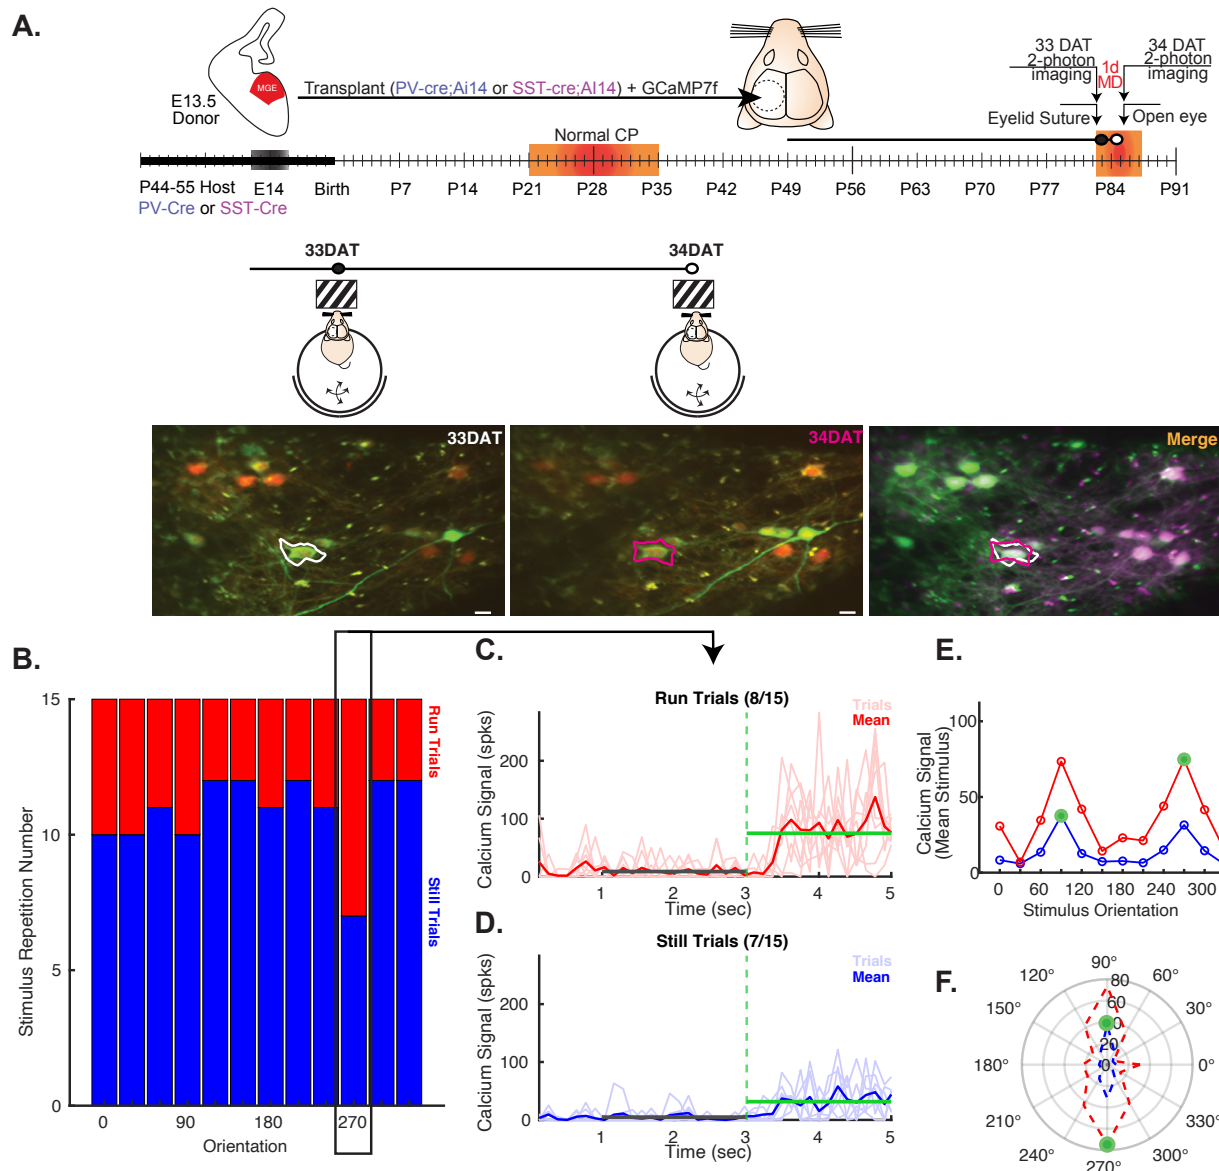 A.
MGE
E13.5
Donor
Transplant (PV-cre;Ai14 or SST-cre;AI14) + GCaMP7f
33 DAT
2-photon
imaging
1d
MD
34 DAT
2-photon
imaging
Eyelid Suture
Open eye
Normal CP
P44-55 Host
PV-Cre or SST-Cre
E14
Birth
P7
P14
P21
P28
P35
P42
P49
P56
P63
P70
P77
P84
P91
33DAT
34DAT
33DAT
34DAT
Merge
B.
15
10
5
0
Stimulus Repetition Number
Run Trials
Still Trials
0
90
180
270
Orientation
C.
Run Trials (8/15)
Trials
Mean
Calcium Signal (spks)
200
100
0
1
2
3
4
5
Time (sec)
D.
Still Trials (7/15)
Trials
Mean
Calcium Signal (spks)
200
100
0
1
2
3
4
5
Time (sec)
E.
Calcium Signal
(Mean Stimulus)
100
50
0
0
60
120
180
240
300
Stimulus Orientation
F.
90°
120°
60°
150°
30°
180°
0°
210°
330°
240°
300°
270°
80
60
20
0